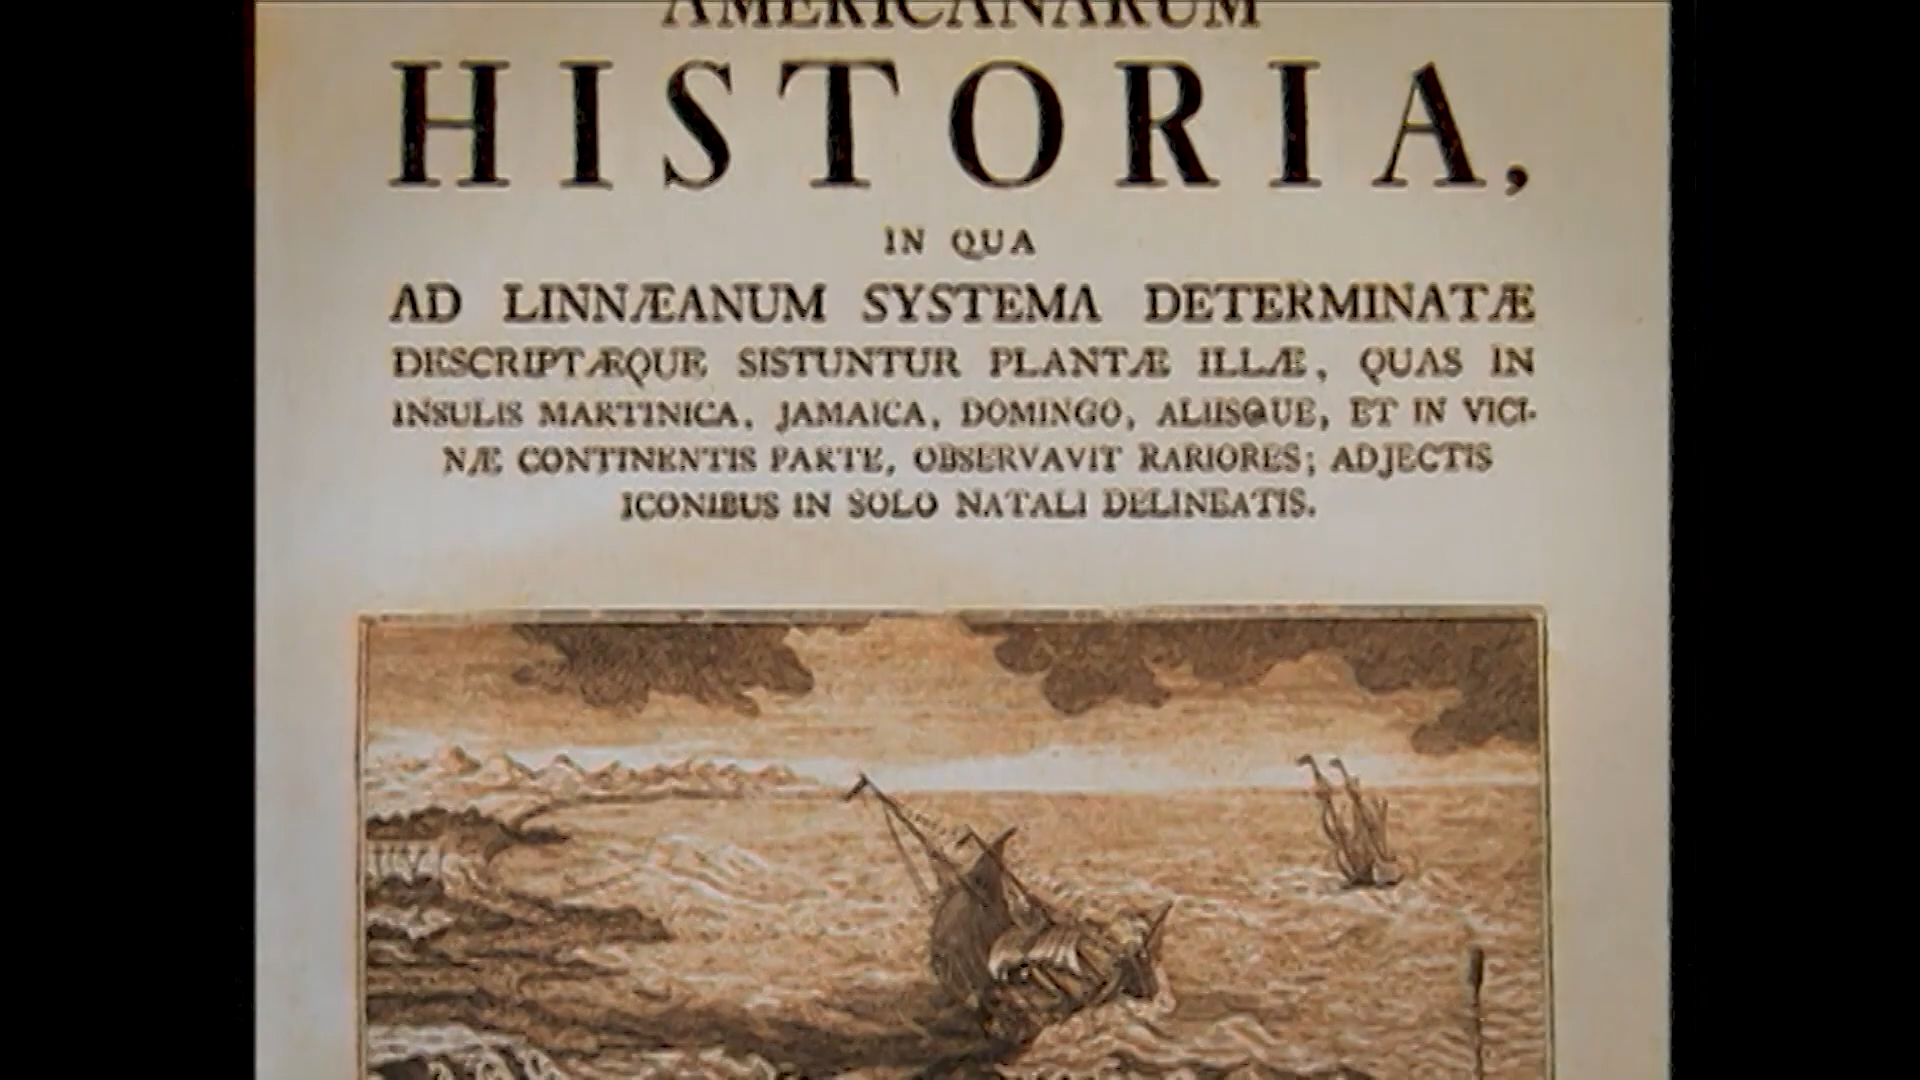 AMERICANARUM
HISTORIA,
IN QUA
AD LINNÆANUM SYSTEMA DETERMINATÆ
DESCRIPTÆQUE SISTUNTUR PLANTÆ ILLÆ, QUAS IN
INSULIS MARTINICA, JAMAICA, DOMINGO, ALIISQUE, ET IN VICI-
NÆ CONTINENTIS PARTE, OBSERVAVIT RARIORES; ADJECTIS
ICONIBUS IN SOLO NATALI DELINEATIS.